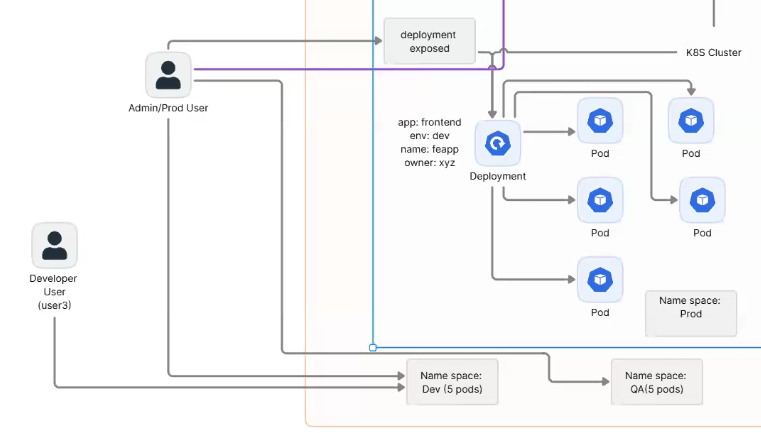 deployment
exposed
K8S Cluster
Admin/Prod User
app: frontend
env: dev
name: feapp
owner: xyz
Deployment
Pod
Pod
Pod
Pod
Developer
User
(user3)
Pod
Name space:
Prod
Name space:
Dev (5 pods)
Name space:
QA(5 pods)